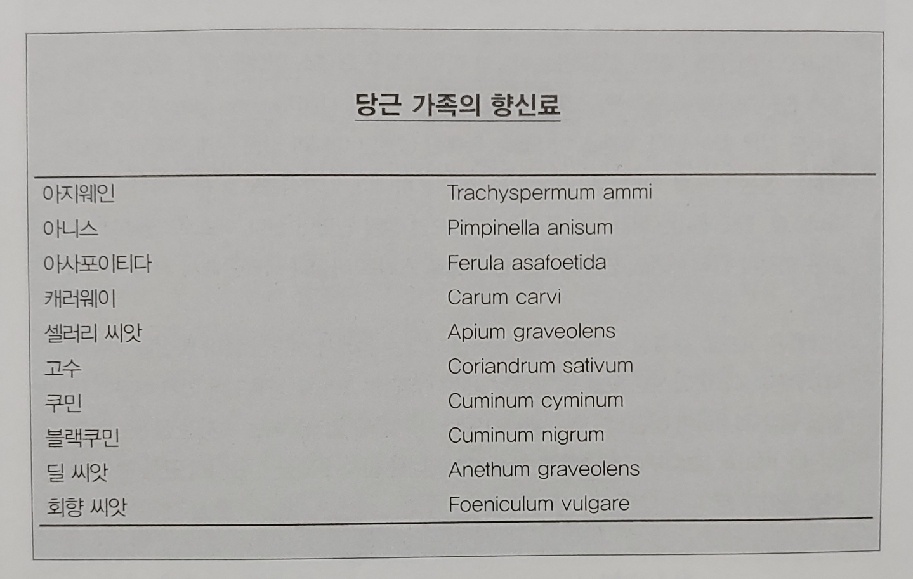 당근 가족의 향신료
아지웨인 Trachyspermum ammi
아니스 Pimpinella anisum
아사포이티다 Ferula asafoetida
캐러웨이 Carum carvi
셀러리 씨앗 Apium graveolens
고수 Coriandrum sativum
쿠민 Cuminum cyminum
블랙쿠민 Cuminum nigrum
딜 씨앗 Anethum graveolens
회향 씨앗 Foeniculum vulgare